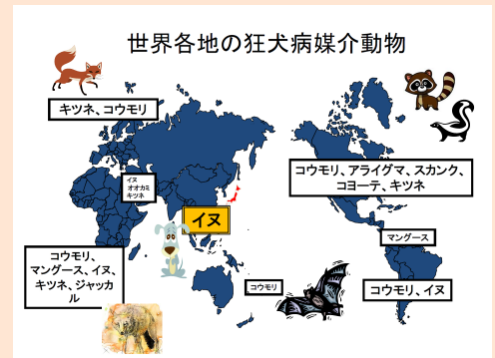 世界各地の狂犬病媒介動物
キツネ、コウモリ
コウモリ、アライグマ、スカンク、
コヨーテ、キツネ
イヌ
オオカミ
キツネ
イヌ
マングース
コウモリ、
マングース、イヌ、
キツネ、ジャッカ
ル
コウモリ
コウモリ、イヌ